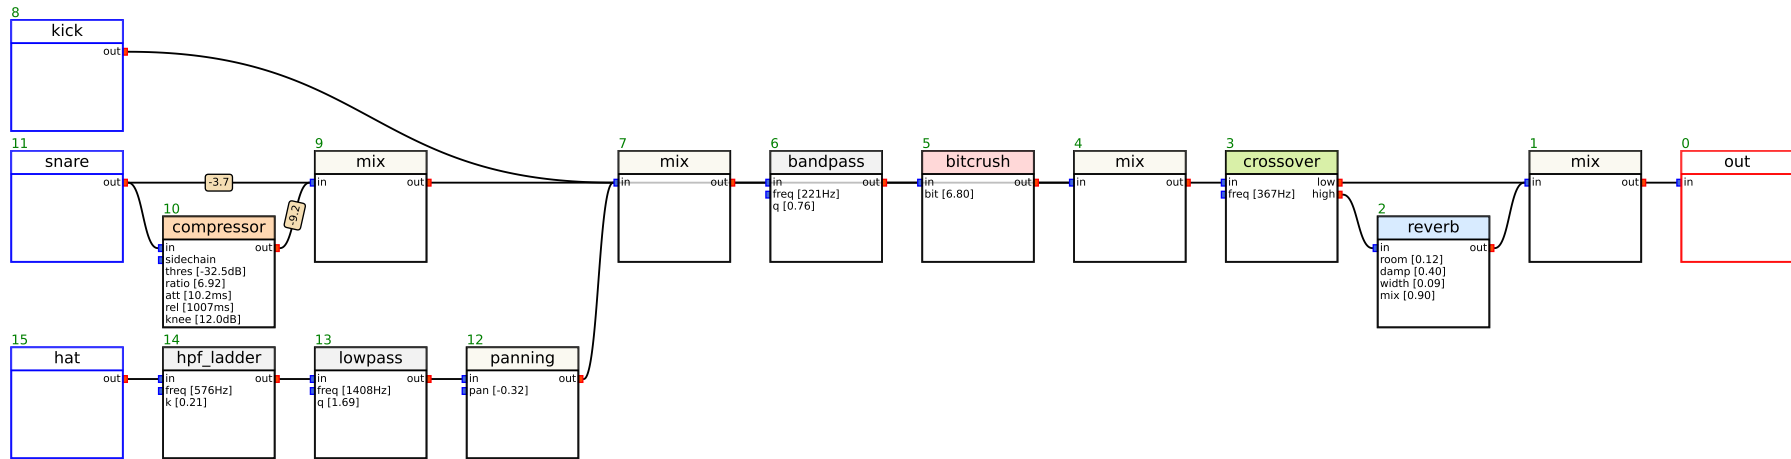 8
kick
out
11
snare
out
-3.7
-9.2
10
compressor
in out
sidechain
thres [-32.5dB]
ratio [6.92]
att [10.2ms]
rel [1007ms]
knee [12.0dB]
9
mix
in out
15
hat
out
14
hpf_ladder
in out
freq [576Hz]
k [0.21]
13
lowpass
in out
freq [1408Hz]
q [1.69]
12
panning
in out
pan [-0.32]
7
mix
in out
6
bandpass
in out
freq [221Hz]
q [0.76]
5
bitcrush
in out
bit [6.80]
4
mix
in out
3
crossover
in low
freq [367Hz] high
2
reverb
in out
room [0.12]
damp [0.40]
width [0.09]
mix [0.90]
1
mix
in out
0
out
in